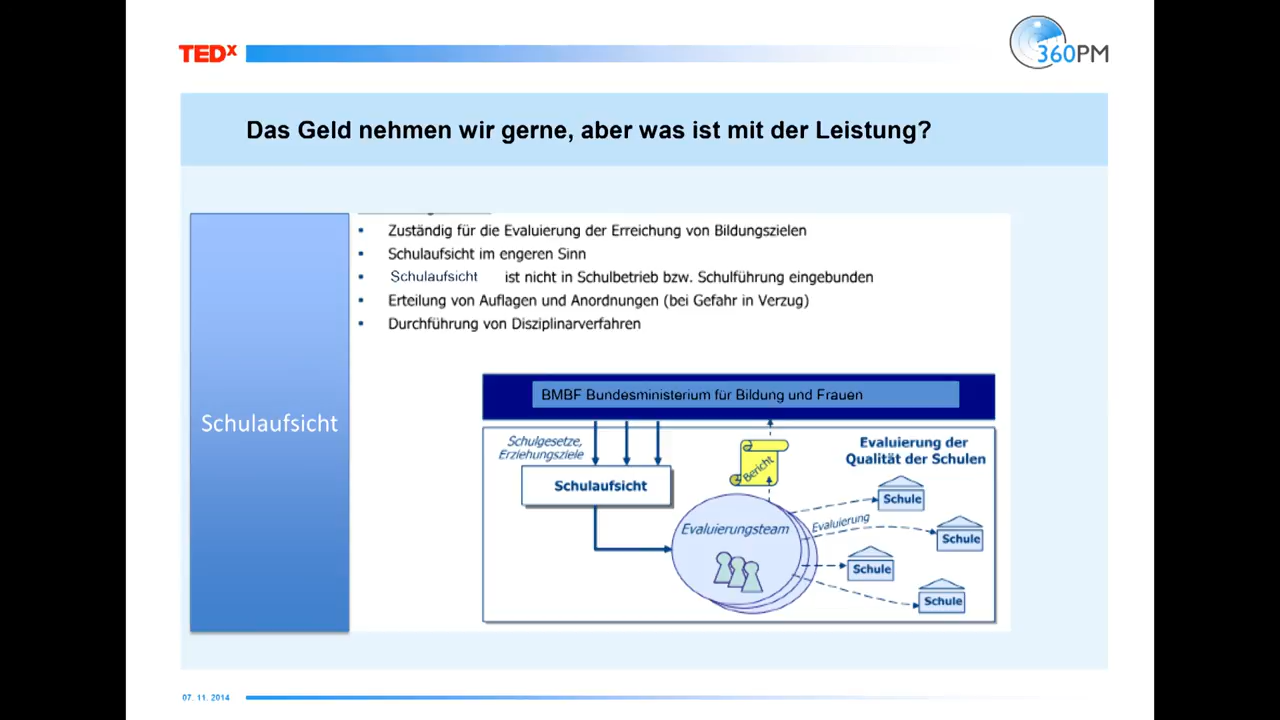 TEDx
360PM
Das Geld nehmen wir gerne, aber was ist mit der Leistung?
Schulaufsicht
• Zuständig für die Evaluierung der Erreichung von Bildungszielen
• Schulaufsicht im engeren Sinn
• Schulaufsicht ist nicht in Schulbetrieb bzw. Schulführung eingebunden
• Erteilung von Auflagen und Anordnungen (bei Gefahr in Verzug)
• Durchführung von Disziplinarverfahren
BMBF Bundesministerium für Bildung und Frauen
Schulgesetze,
Erziehungsziele
Schulaufsicht
Bericht
Evaluierung der
Qualität der Schulen
Evaluierungsteam
Evaluierung
Schule
Schule
Schule
Schule
07. 11. 2014